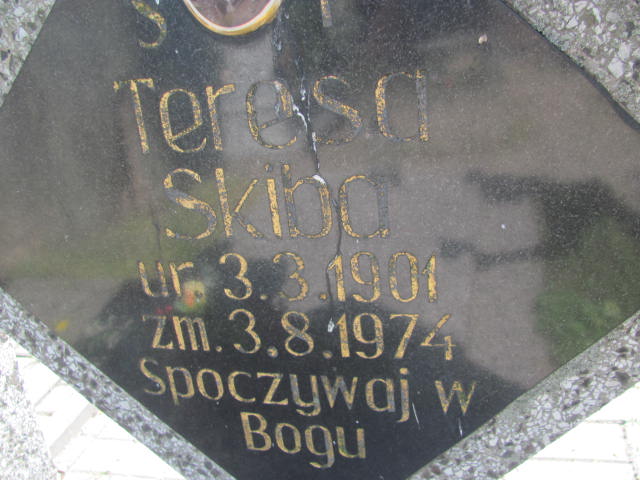 Teresa
Skiba
ur. 3.3.1901
zm. 3.8.1974
Spoczywaj w
Bogu